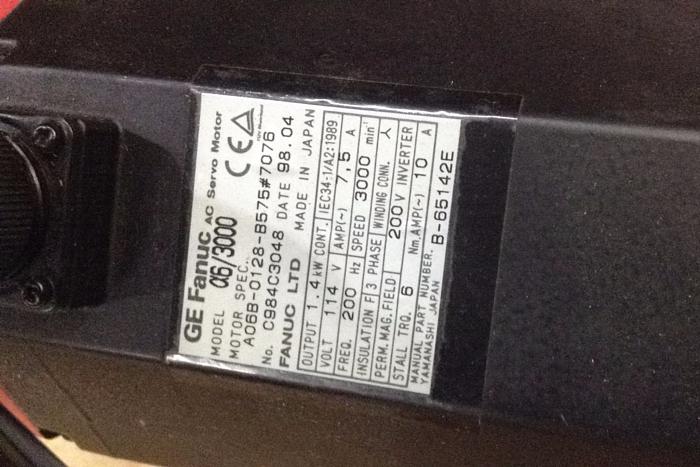 GE Fanuc AC Servo Motor
MODEL α6/3000
MOTOR SPEC.
A06B-0128-B575#7076
No. C984C3048 DATE 98.04
FANUC LTD MADE IN JAPAN
OUTPUT 1.4 kW CONT. IEC34-1/A2:1989
VOLT 114 V AMP(~) 7,5 A
FREQ. 200 Hz SPEED 3000 min⁻¹
INSULATION F 3 PHASE WINDING CONN. 人
PERM. MAG. FIELD 200V INVERTER
STALL TRQ. 6 Nm, AMP(~) 10 A
MANUAL PART NUMBER. B-65142E
YAMANASHI JAPAN